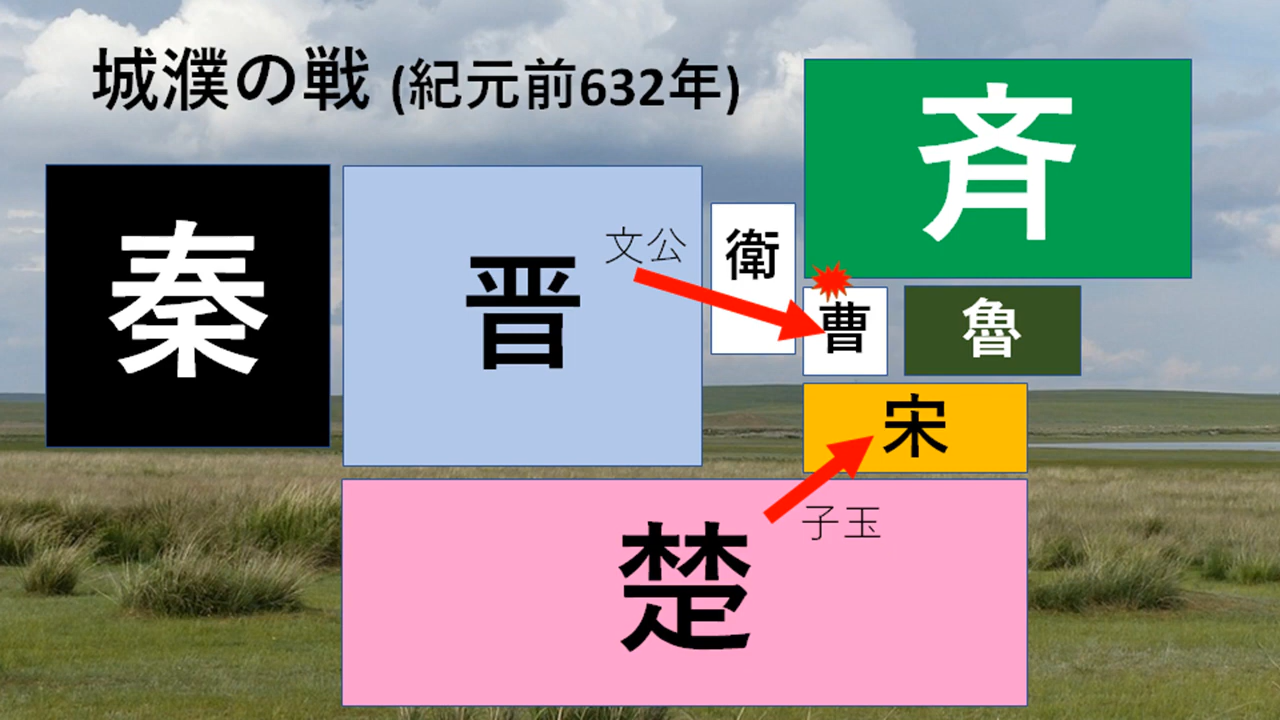 城濮の戦 (紀元前632年)
斉
秦
晋
文公
衛
曹
魯
宋
楚
子玉